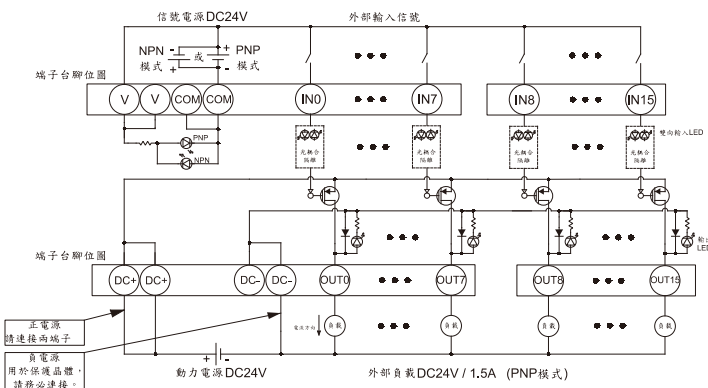 信號電源DC24V
外部輸入信號
NPN 或 PNP
模式 模式
- + + -
端子台腳位圖
V V COM COM IN0 IN7 IN8 IN15
PNP
NPN
光耦合
隔離
光耦合
隔離
光耦合
隔離
光耦合
隔離
雙向輸入LED
端子台腳位圖
輸出
LED
DC+ DC+ DC- DC- OUT0 OUT7 OUT8 OUT15
正電源
請連接兩端子
電流方向
負載 負載 負載 負載
負電源
用於保護晶體,
請務必連接。
+ -
動力電源DC24V
外部負載DC24V / 1.5A (PNP模式)